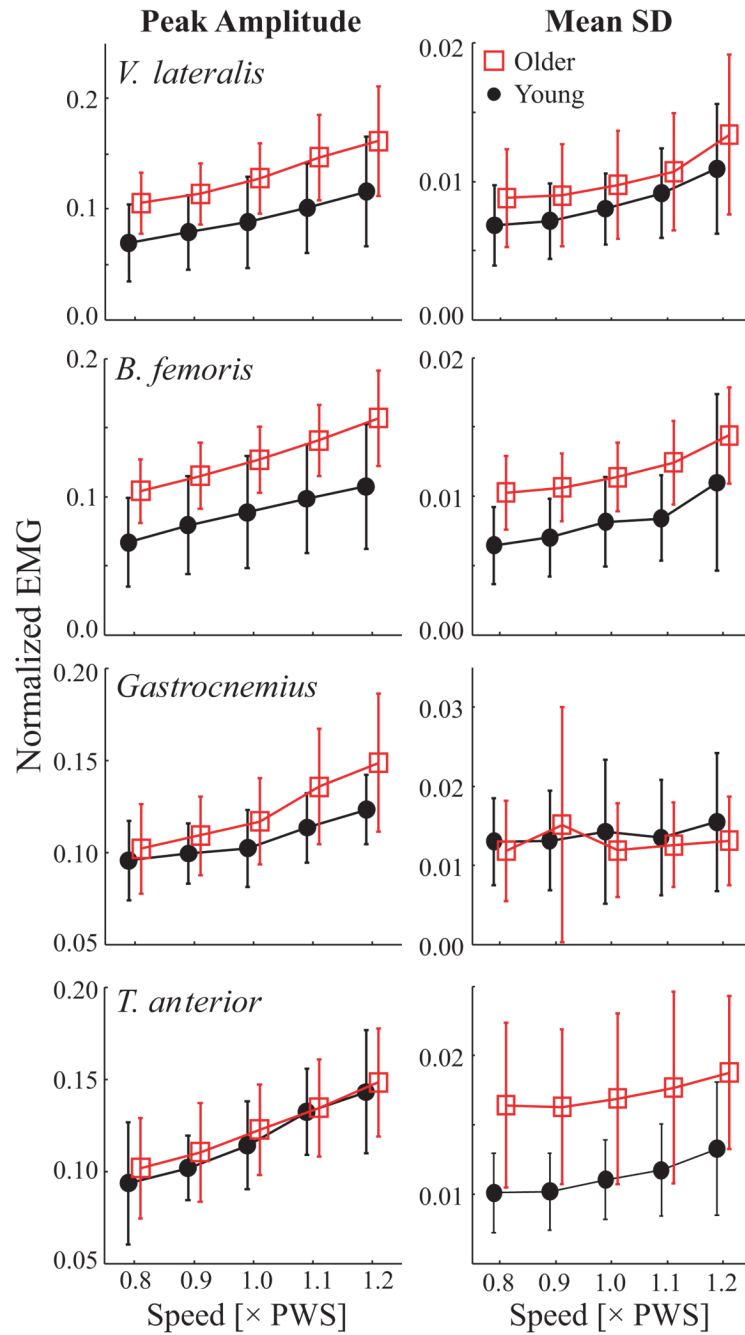 Peak Amplitude
Mean SD
Normalized EMG
V. lateralis
0.2
0.1
0.0
0.02
0.01
0.00
Older
Young
B. femoris
0.2
0.1
0.0
0.02
0.01
0.00
Gastrocnemius
0.20
0.15
0.10
0.05
0.03
0.02
0.01
0.00
T. anterior
0.20
0.15
0.10
0.05
0.02
0.01
0.8 0.9 1.0 1.1 1.2
Speed [× PWS]
0.8 0.9 1.0 1.1 1.2
Speed [× PWS]